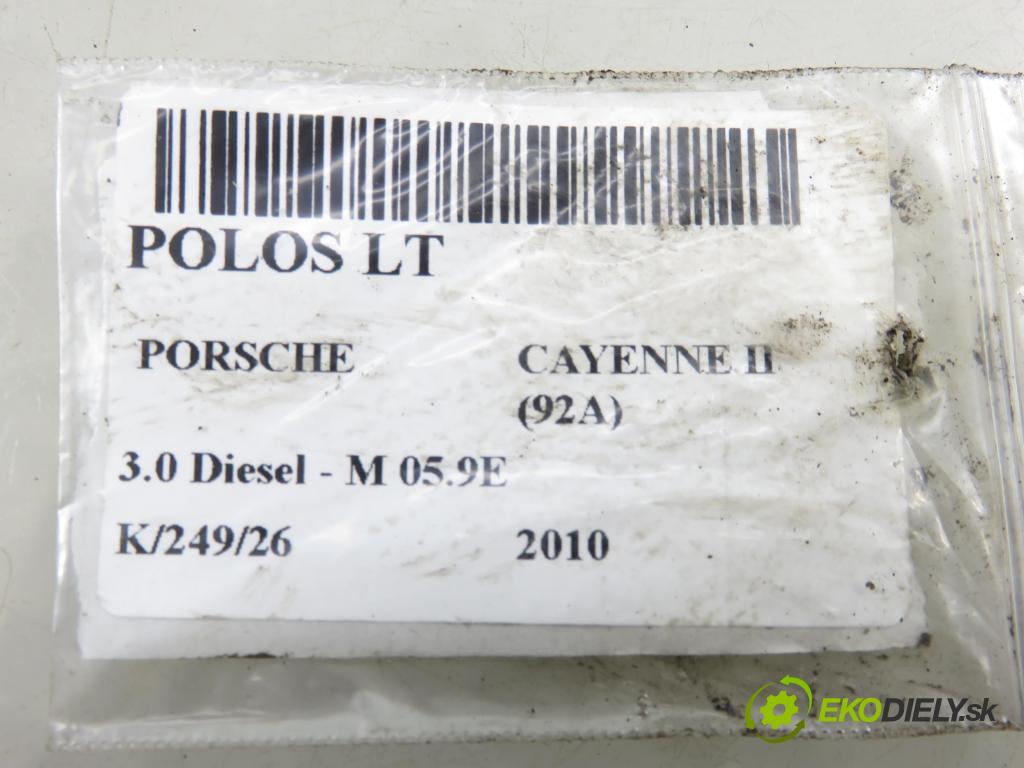 POLOS LT
PORSCHE CAYENNE II
(92A)
3.0 Diesel - M 05.9E
K/249/26 2010
EKODIELY.sk